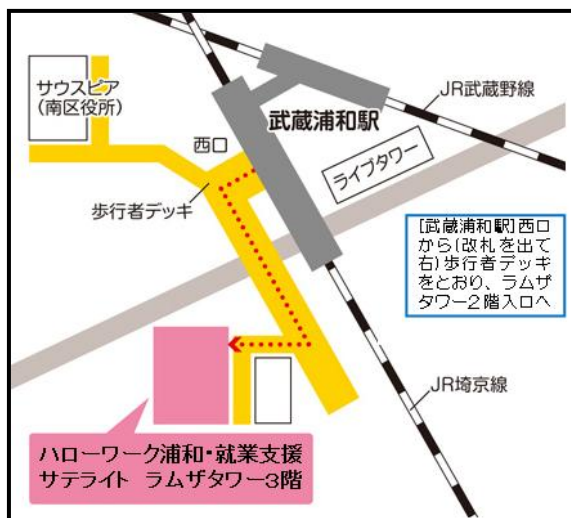 サウスピア
(南区役所)
JR武蔵野線
武蔵浦和駅
西口
ライブタワー
歩行者デッキ
[武蔵浦和駅]西口
から(改札を出て
右)歩行者デッキ
をとおり、ラムザ
タワー2階入口へ
JR埼京線
ハローワーク浦和・就業支援
サテライト ラムザタワー3階